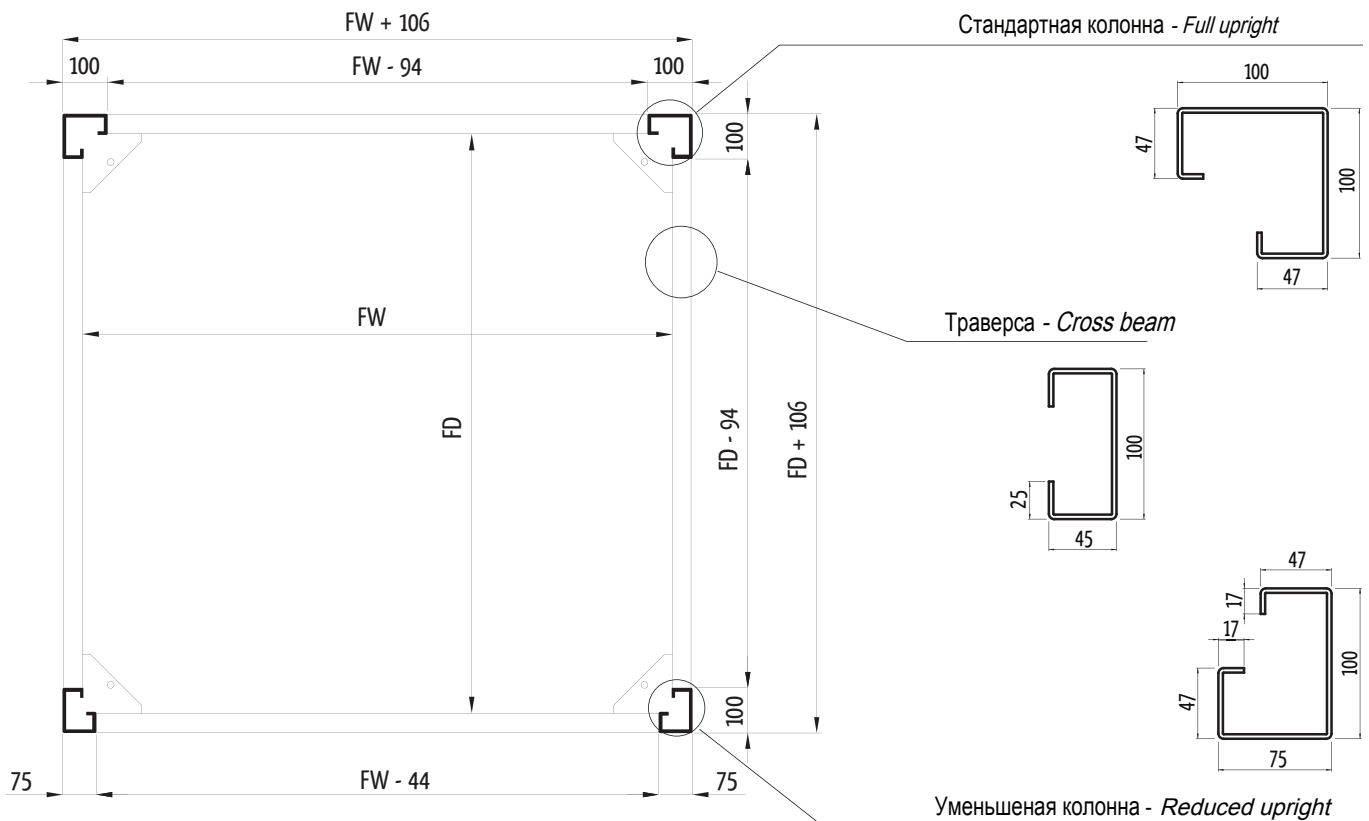 FW + 106
Стандартная колонна - Full upright
100
FW - 94
100
100
100
47
100
47
FW
Траверса - Cross beam
FD
FD - 94
FD + 106
100
25
45
47
17
17
100
47
75
100
75
FW - 44
75
Уменьшеная колонна - Reduced upright